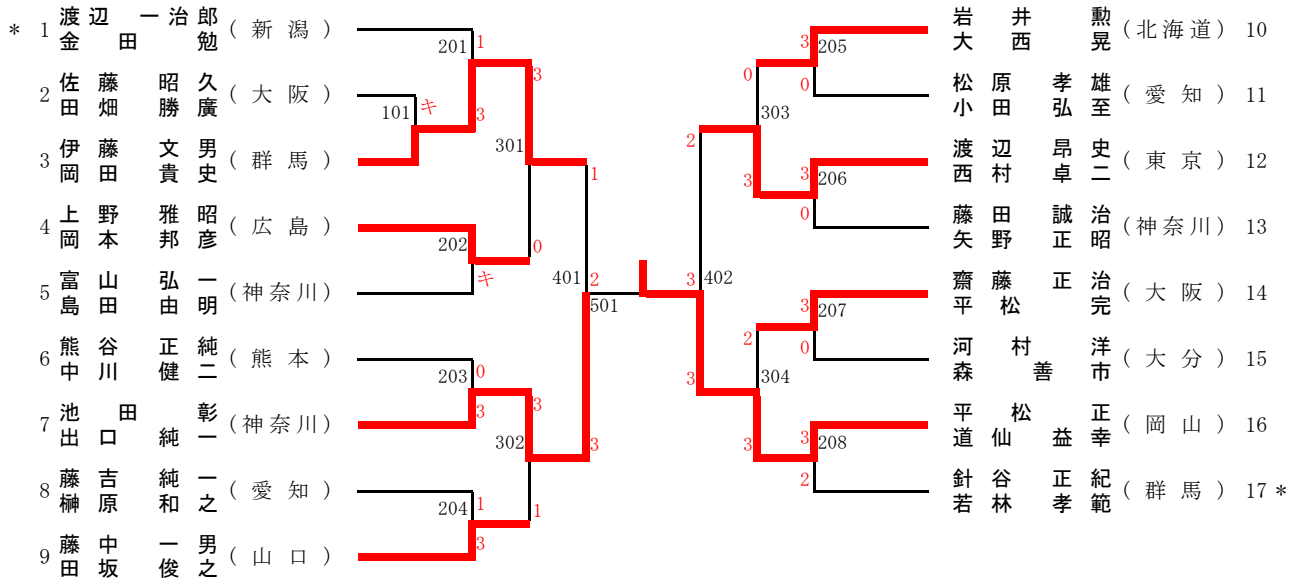 * 1 渡辺 一治郎 (新潟)
金田 勉
201 1
3
2 佐藤 昭久 (大阪)
田畑 勝廣
101 キ
3
301
3 伊藤 文男 (群馬)
岡田 貴史
1
4 上野 雅昭 (広島)
岡本 邦彦
202
0
キ
5 富山 弘一 (神奈川)
島田 由明
401 2
501
6 熊谷 正純 (熊本)
中川 健二
203 0
7 池田 彰 (神奈川)
出口 純一
3
3
302
3
8 藤吉 純一 (愛知)
榊原 和之
204 1
1
3
9 藤中 一男 (山口)
田坂 俊之
岩井 勲 (北海道) 10
大西 晃
3 205
0
0
松原 孝雄 (愛知) 11
小田 弘至
303
2
渡辺 昂史 (東京) 12
西村 卓二
3
3 206
0
藤田 誠治 (神奈川) 13
矢野 正昭
3 402
齋藤 正治 (大阪) 14
平松 完
3 207
2
0
河村 洋 (大分) 15
森 善市
3
304
平松 正 (岡山) 16
道仙 益幸
3
3 208
2
針谷 正紀 (群馬) 17 *
若林 孝範